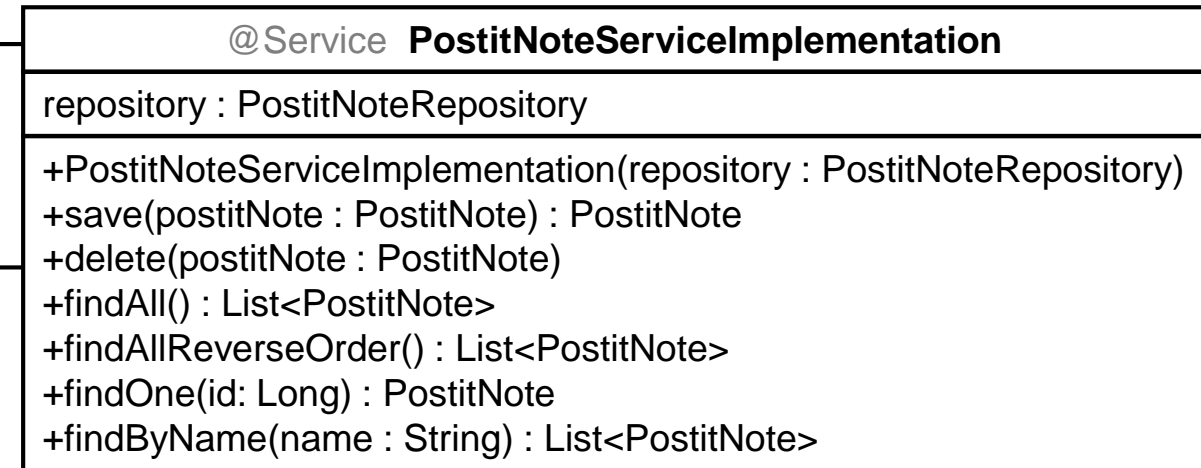 @Service PostitNoteServiceImplementation
repository : PostitNoteRepository
+PostitNoteServiceImplementation(repository : PostitNoteRepository)
+save(postitNote : PostitNote) : PostitNote
+delete(postitNote : PostitNote)
+findAll() : List<PostitNote>
+findAllReverseOrder() : List<PostitNote>
+findOne(id: Long) : PostitNote
+findByName(name : String) : List<PostitNote>